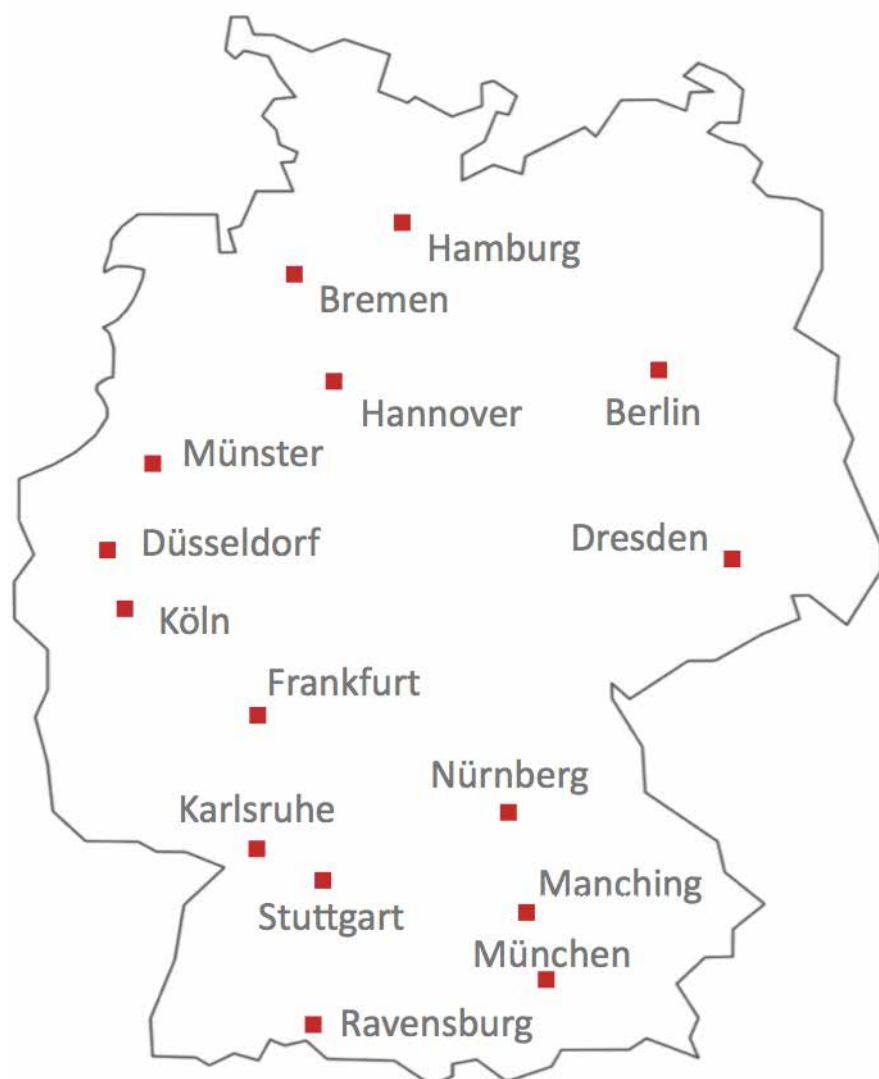 Hamburg
Bremen
Hannover
Berlin
Münster
Düsseldorf
Dresden
Köln
Frankfurt
Nürnberg
Karlsruhe
Manching
Stuttgart
München
Ravensburg